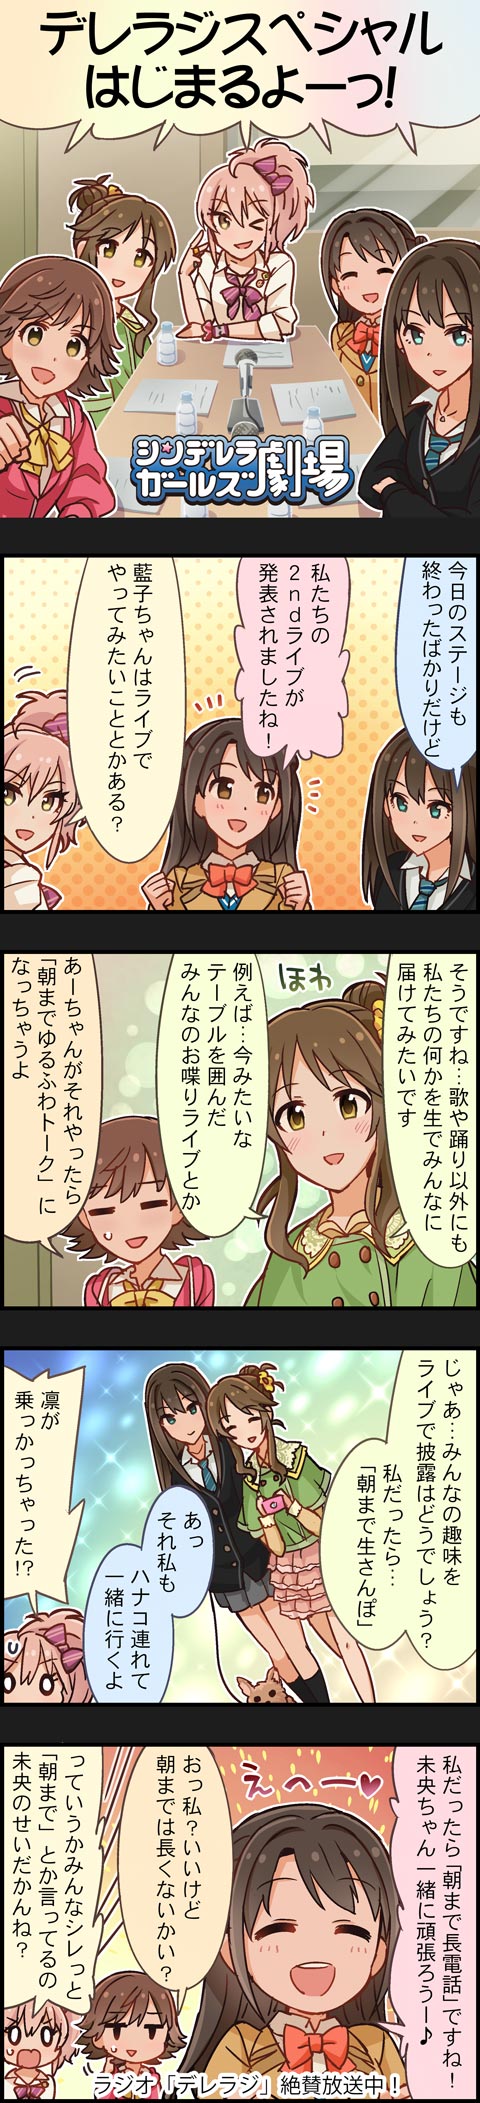 デレラジスペシャル
はじまるよーっ!
シンデレラ
ガールズ劇場
今日のステージも
終わったばかりだけど
私たちの
2ndライブが
発表されましたね!
藍子ちゃんはライブで
やってみたいこととかある?
そうですね…歌や踊り以外にも
私たちの何かを生でみんなに
届けてみたいです
ほわ
例えば…今みたいな
テーブルを囲んだ
みんなのお喋りライブとか
あーちゃんがそれやったら
「朝までゆるふわトーク」に
なっちゃうよ
じゃあ…みんなの趣味を
ライブで披露はどうでしょう?
私だったら…
「朝まで生さんぽ」
あっ
それ私も
ハナコ連れて
一緒に行くよ
凛が
乗っかっちゃった!?
私だったら「朝まで長電話」ですね!
未央ちゃん一緒に頑張ろうー♪
えへー♥
おっ私?いいけど
朝までは長くないかい?
っていうかみんなシレっと
「朝まで」とか言ってるの
未央のせいだかんね?
ラジオ「デレラジ」絶賛放送中!